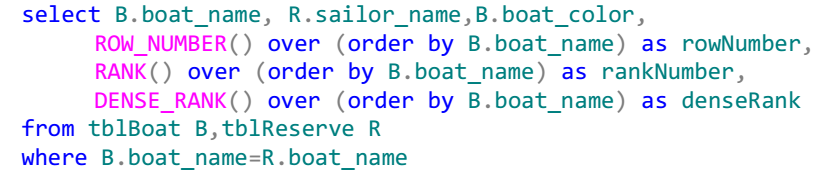 select B.boat_name, R.sailor_name,B.boat_color,
ROW_NUMBER() over (order by B.boat_name) as rowNumber,
RANK() over (order by B.boat_name) as rankNumber,
DENSE_RANK() over (order by B.boat_name) as denseRank
from tblBoat B,tblReserve R
where B.boat_name=R.boat_name